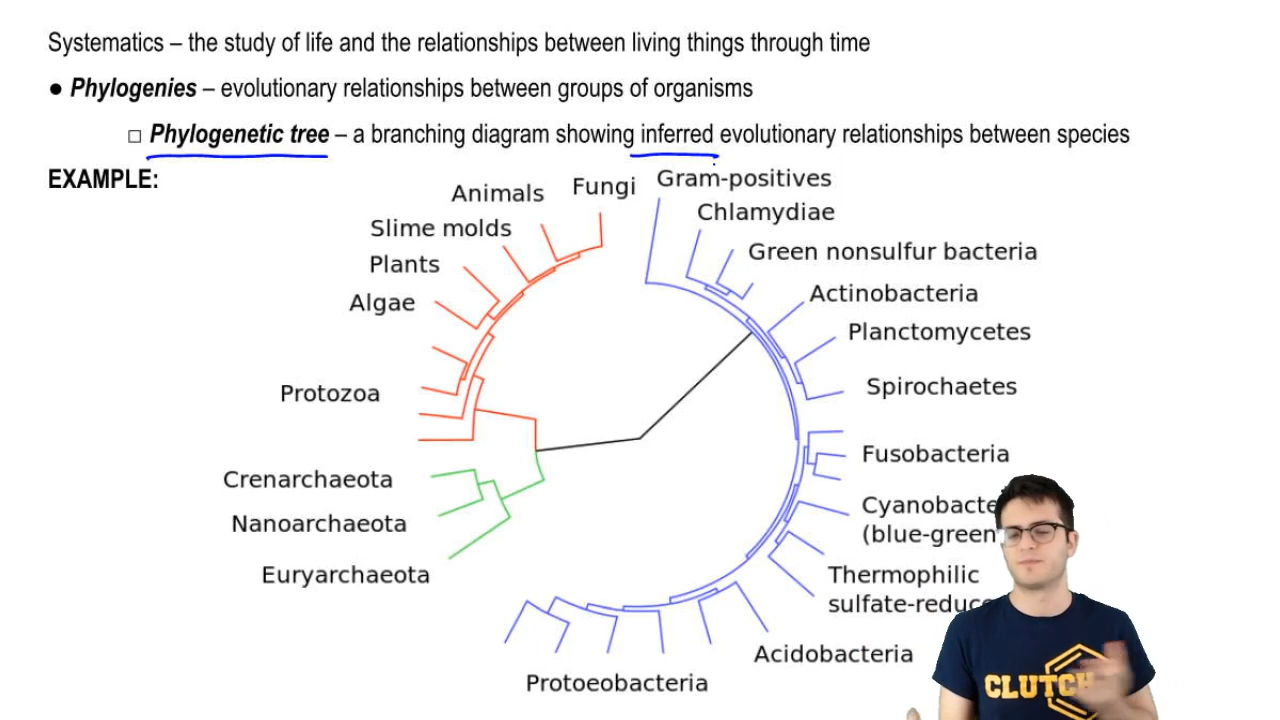 Systematics – the study of life and the relationships between living things through time
● Phylogenies – evolutionary relationships between groups of organisms
□ Phylogenetic tree – a branching diagram showing inferred evolutionary relationships between species
EXAMPLE:
Fungi
Gram-positives
Animals
Chlamydiae
Slime molds
Green nonsulfur bacteria
Plants
Actinobacteria
Algae
Planctomycetes
Spirochaetes
Protozoa
Fusobacteria
Crenarchaeota
Nanoarchaeota
(blue-green
Euryarchaeota
Thermophilic
Acidobacteria
Protoeobacteria
CLUTCH